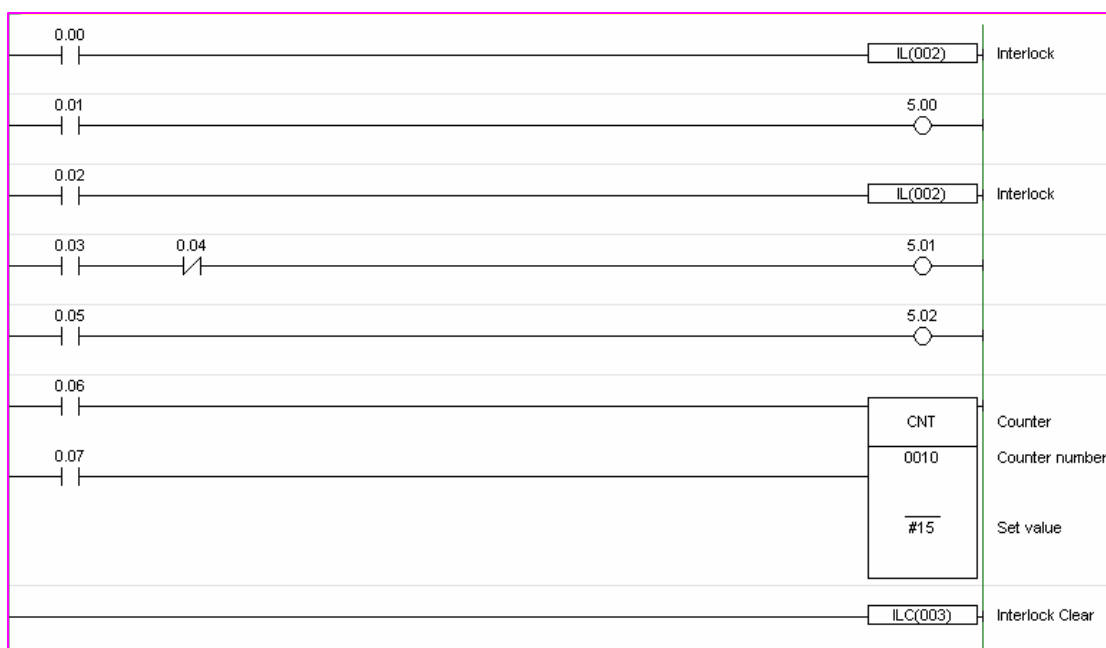 0.00
IL(002) Interlock
0.01 5.00
0.02
IL(002) Interlock
0.03 0.04 5.01
0.05 5.02
0.06
CNT Counter
0.07 0010 Counter number
#15 Set value
ILC(003) Interlock Clear